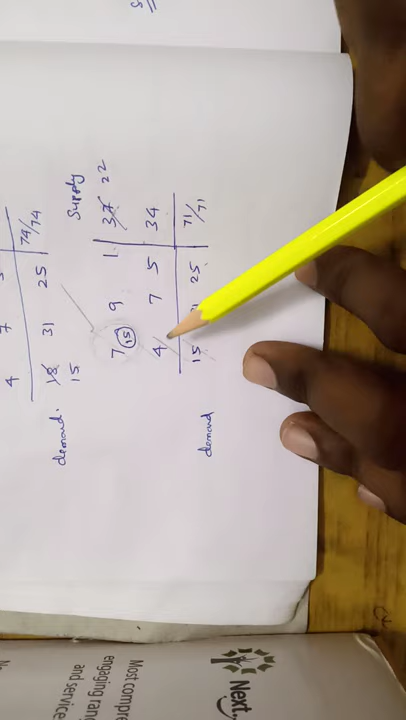 4 7
demand. 18 31 25 74/74
15
Supply
7 15 9 1 37 22
4 7 5 34
demand 15 25 71/71
Next
Most compre
engaging rang
and service